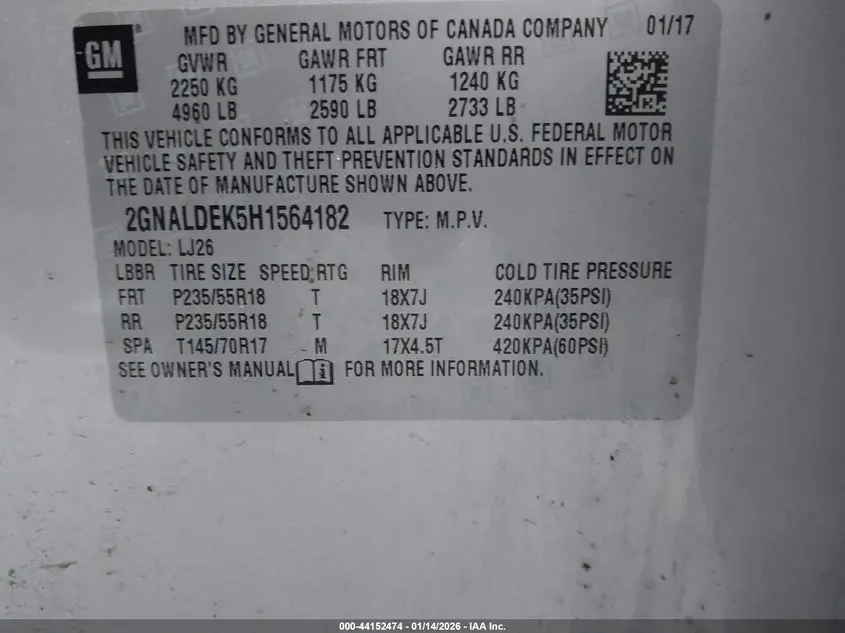 GM
MFD BY GENERAL MOTORS OF CANADA COMPANY 01/17
GVWR GAWR FRT GAWR RR
2250 KG 1175 KG 1240 KG
4960 LB 2590 LB 2733 LB
THIS VEHICLE CONFORMS TO ALL APPLICABLE U.S. FEDERAL MOTOR
VEHICLE SAFETY AND THEFT PREVENTION STANDARDS IN EFFECT ON
THE DATE OF MANUFACTURE SHOWN ABOVE.
2GNALDEK5H1564182 TYPE: M.P.V.
MODEL: LJ26
LBBR TIRE SIZE SPEED RTG RIM COLD TIRE PRESSURE
FRT P235/55R18 T 18X7J 240KPA(35PSI)
RR P235/55R18 T 18X7J 240KPA(35PSI)
SPA T145/70R17 M 17X4.5T 420KPA(60PSI)
SEE OWNER'S MANUAL i FOR MORE INFORMATION.
000-44152474 - 01/14/2026 - IAA Inc.